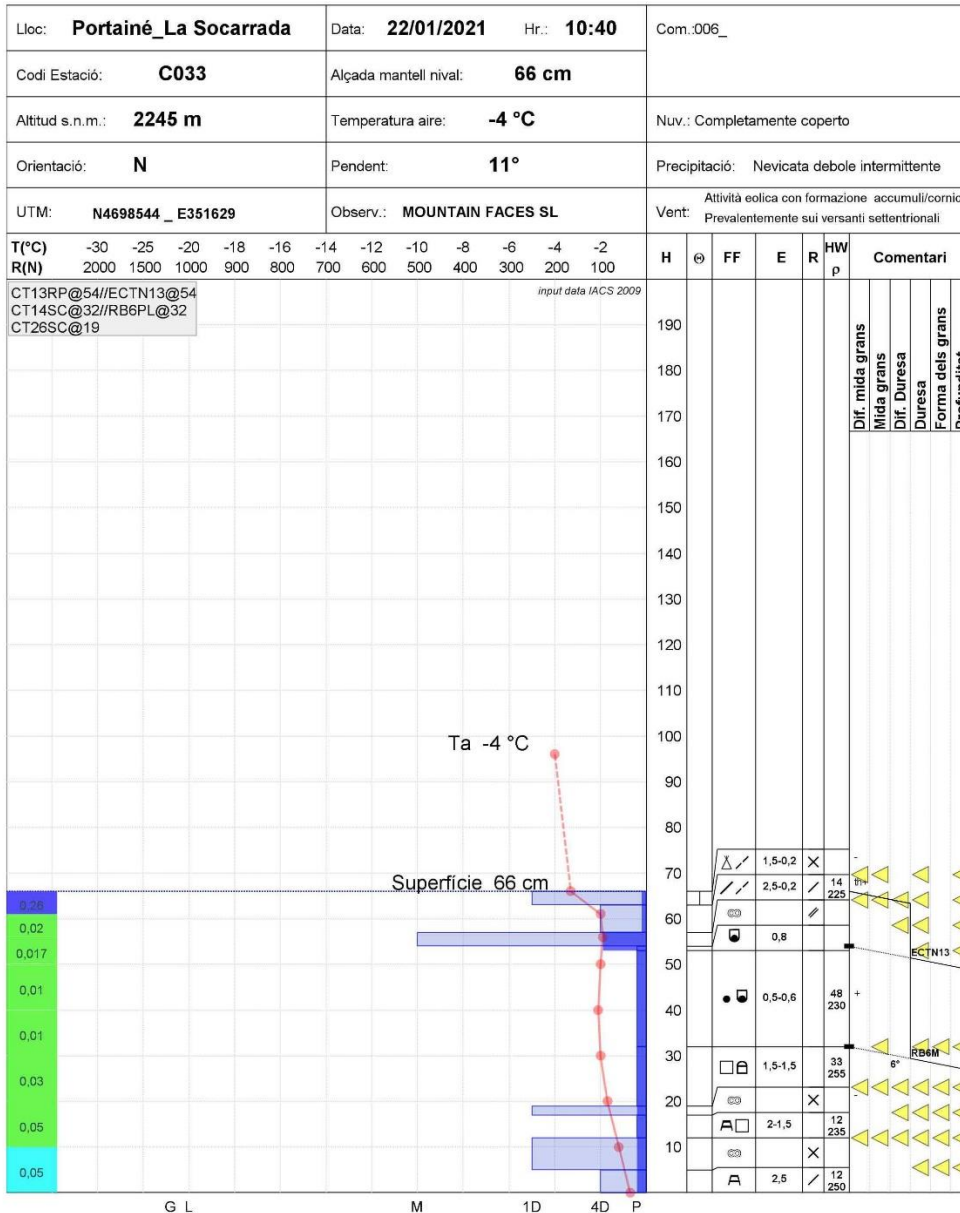 Lloc: Portainé_La Socarrada Data: 22/01/2021 Hr.: 10:40 Com.:006_
Codi Estació: C033 Alçada mantell nival: 66 cm
Altitud s.n.m.: 2245 m Temperatura aire: -4 °C Nuv.: Completamente coperto
Orientació: N Pendent: 11° Precipitació: Nevicata debole intermittente
UTM: N4698544 _ E351629 Observ.: MOUNTAIN FACES SL Vent: Attività eolica con formazione accumuli/cornic
Prevalentemente sui versanti settentrionali
T(°C) -30 -25 -20 -18 -16 -14 -12 -10 -8 -6 -4 -2
R(N) 2000 1500 1000 900 800 700 600 500 400 300 200 100
H FF E R HW ρ Comentari
CT13RP@54//ECTN13@54
CT14SC@32//RB6PL@32
CT26SC@19
input data IACS 2009
Dif. mida grans
Mida grans
Dif. Duresa
Duresa
Forma dels grans
190
180
170
160
150
140
130
120
110
100
Ta -4 °C
90
80
1,5-0,2
70
Superfície 66 cm
2,5-0,2 14
225
0,26
60
0,02
0,8
0,017
ECTN13
50
0,01
0,5-0,6 48 +
230
40
0,01
30
RB6M
1,5-1,5 33 6°
255
0,03
20
0,05
2-1,5 12
235
10
0,05
2,5 12
250
G L M 1D 4D P